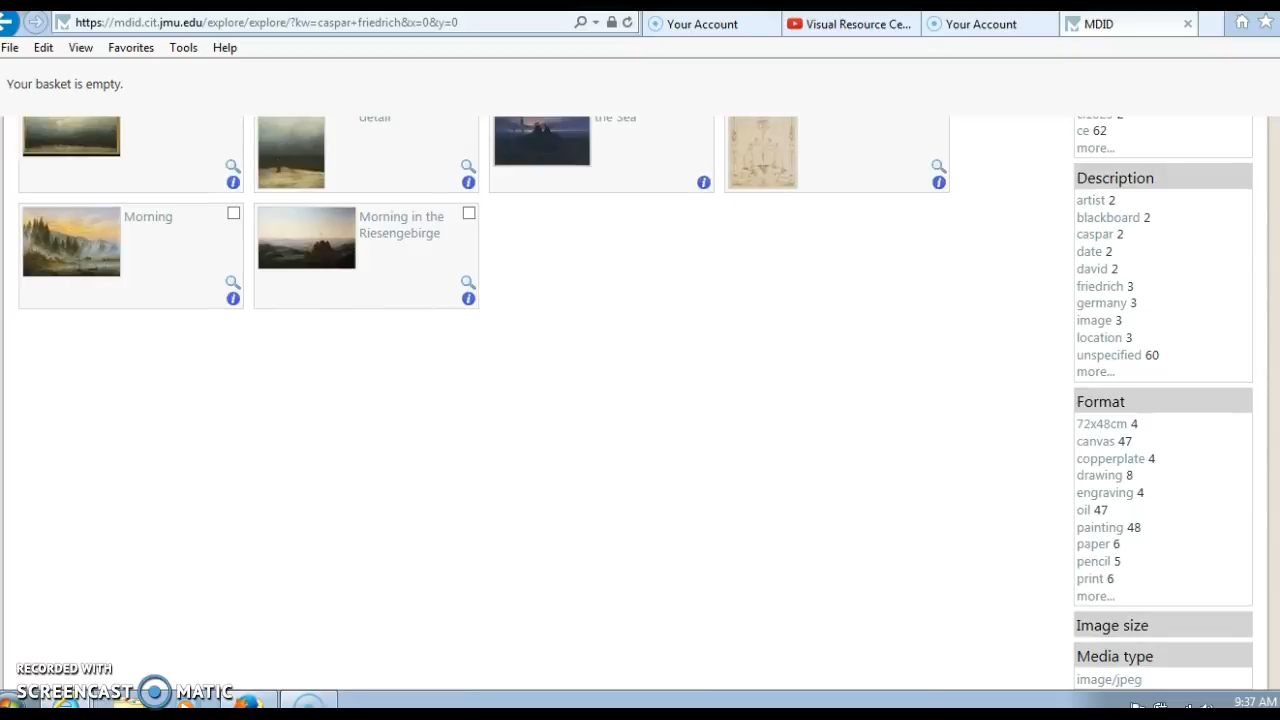 https://mdid.cit.jmu.edu/explore/explore/?kw=caspar+friedrich&x=0&y=0
Your Account
Visual Resource Ce...
Your Account
MDID
File Edit View Favorites Tools Help
Your basket is empty.
detail
the Sea
Morning
Morning in the
Riesengebirge
ce 62
more...
Description
artist 2
blackboard 2
caspar 2
date 2
david 2
friedrich 3
germany 3
image 3
location 3
unspecified 60
more...
Format
72x48cm 4
canvas 47
copperplate 4
drawing 8
engraving 4
oil 47
painting 48
paper 6
pencil 5
print 6
more...
Image size
Media type
image/jpeg
RECORDED WITH
SCREENCAST MATIC
9:37 AM